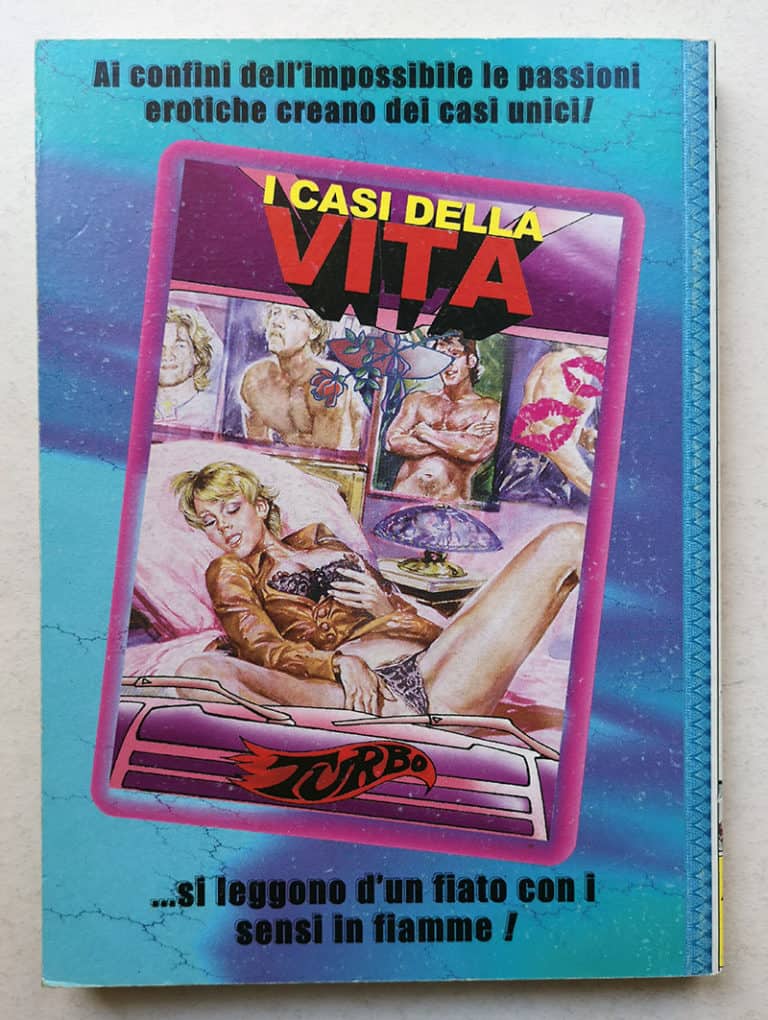 Ai confini dell'impossibile le passioni
erotiche creano dei casi unici!
I CASI DELLA
VITA
TURBO
...si leggono d'un fiato con i
sensi in fiamme!